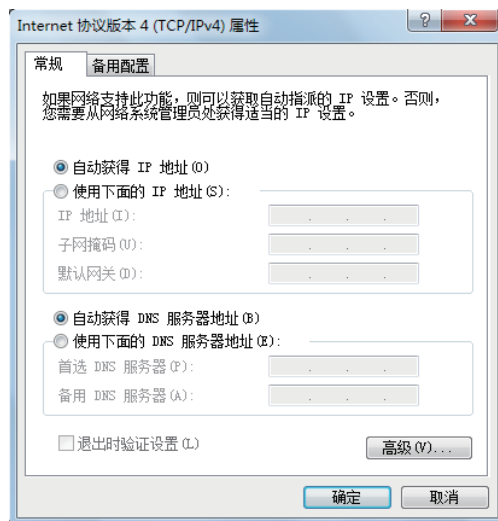 Internet 协议版本 4 (TCP/IPv4) 属性
常规 备用配置
如果网络支持此功能，则可以获取自动指派的 IP 设置。否则，
您需要从网络系统管理员处获得适当的 IP 设置。
自动获得 IP 地址(O)
使用下面的 IP 地址(S):
IP 地址(I):
子网掩码(U):
默认网关(D):
自动获得 DNS 服务器地址(B)
使用下面的 DNS 服务器地址(E):
首选 DNS 服务器(P):
备用 DNS 服务器(A):
退出时验证设置(L)
高级(V)...
确定 取消